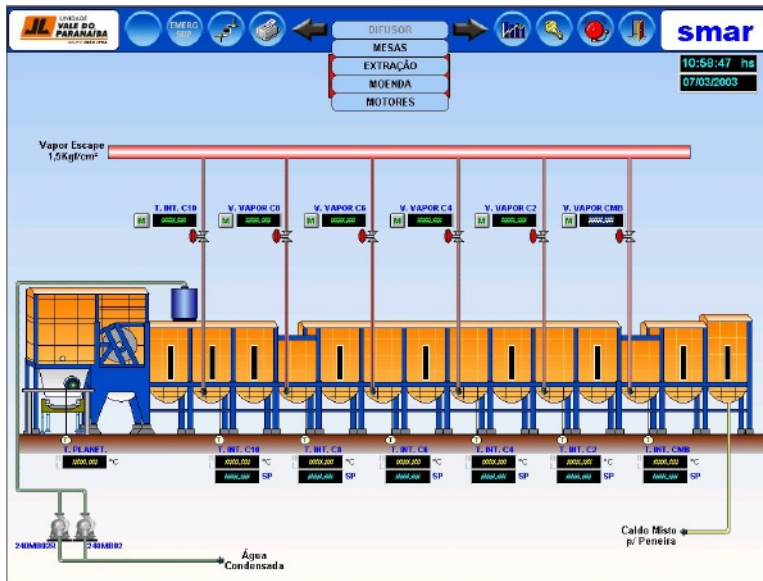 JL
UNIDADE
VALE DO
PARANAÍBA
EMERG
SUP
DIFUSOR
MESAS
EXTRAÇÃO
MOENDA
MOTORES
smar
10:58:47 hs
07/03/2003
Vapor Escape
1,5Kgf/cm²
T. INT. C10
V. VAPOR C8
V. VAPOR C6
V. VAPOR C4
V. VAPOR C2
V. VAPOR CMB
M
M
M
M
M
M
T. PLANET.
°C
T. INT. C10
°C
SP
T. INT. C8
°C
SP
T. INT. C6
°C
SP
T. INT. C4
°C
SP
T. INT. C2
°C
SP
T. INT. CMB
°C
SP
240MB02R
240MB02
Água
Condensada
Caldo Misto
p/ Peneira